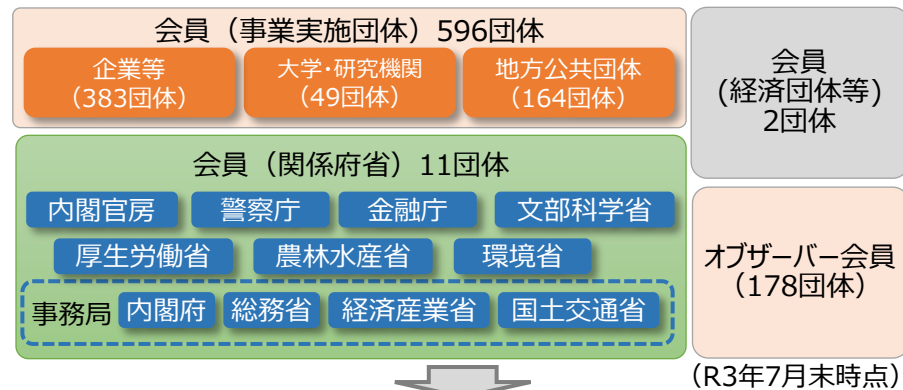 会員（事業実施団体）596団体
企業等
（383団体）
大学・研究機関
（49団体）
地方公共団体
（164団体）
会員
(経済団体等)
2団体
会員（関係府省）11団体
内閣官房 警察庁 金融庁 文部科学省
厚生労働省 農林水産省 環境省
事務局 内閣府 総務省 経済産業省 国土交通省
オブザーバー会員
（178団体）
（R3年7月末時点）